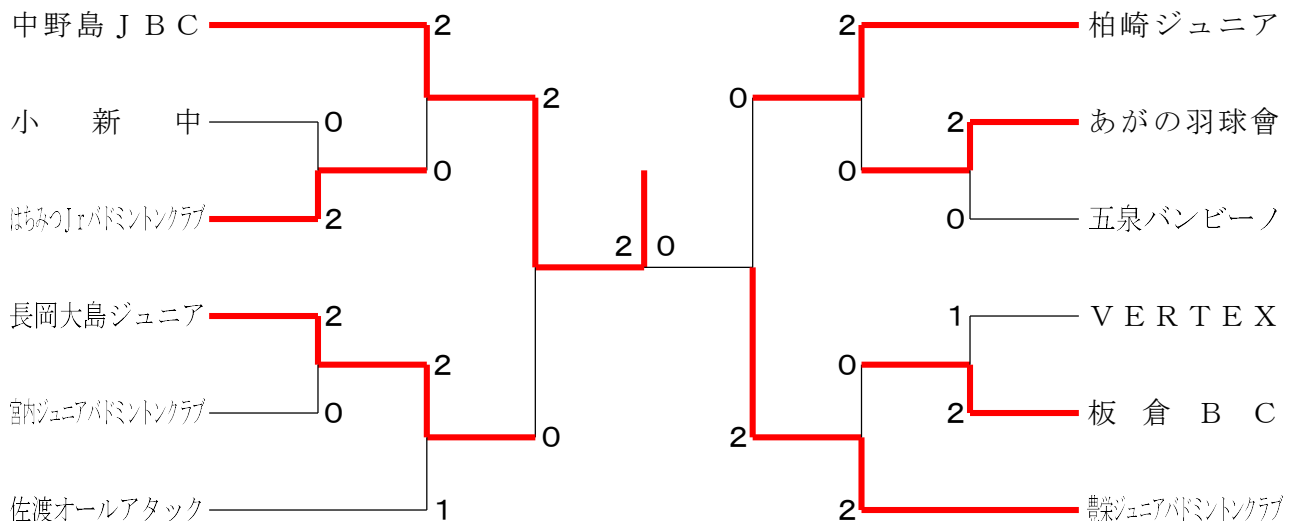 中野島ＪＢＣ 2 2 柏崎ジュニア
2 0
小新中 0 2 あがの羽球會
0 0
はちみつＪｒバドミントンクラブ 2 0 五泉バンビーノ
2 0
長岡大島ジュニア 2 1 ＶＥＲＴＥＸ
2 0
宮内ジュニアバドミントンクラブ 0 2 板倉ＢＣ
0 2
佐渡オールアタック 1 2 豊栄ジュニアバドミントンクラブ